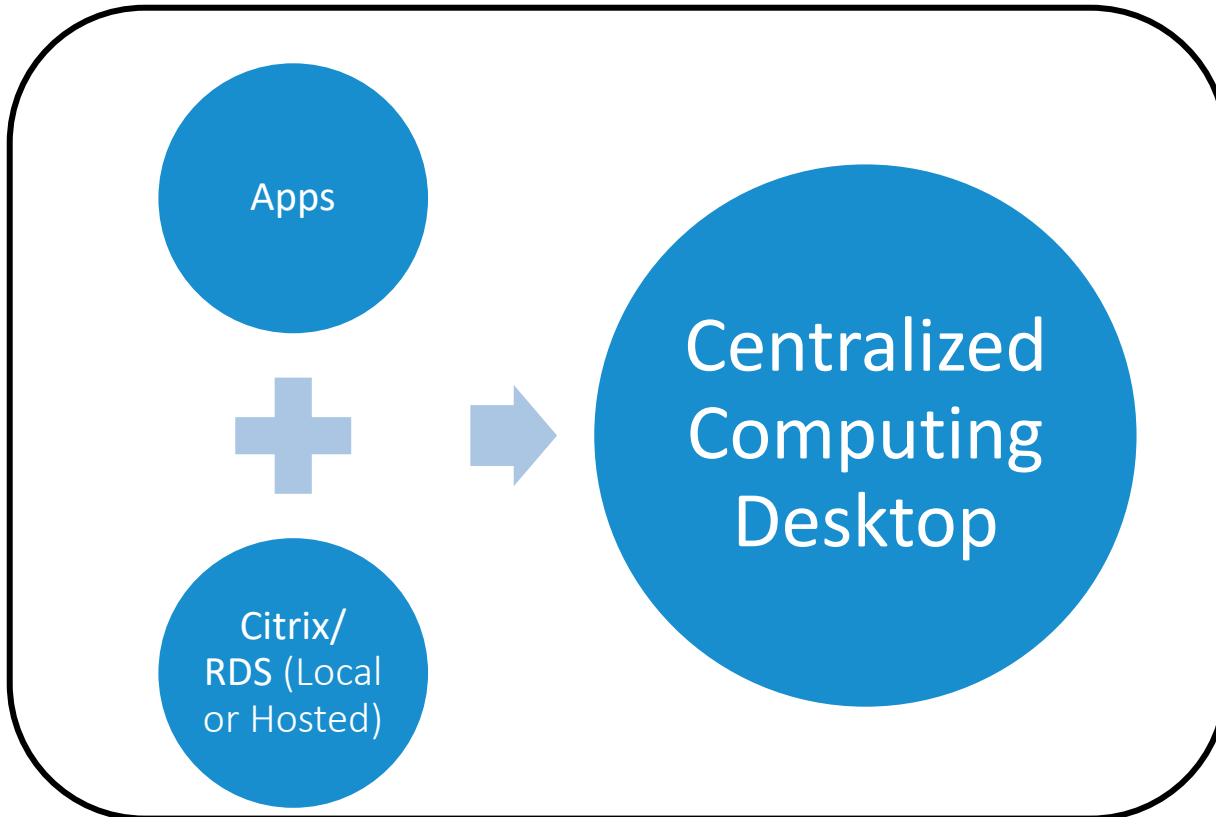 Apps
Citrix/
RDS (Local
or Hosted)
Centralized
Computing
Desktop